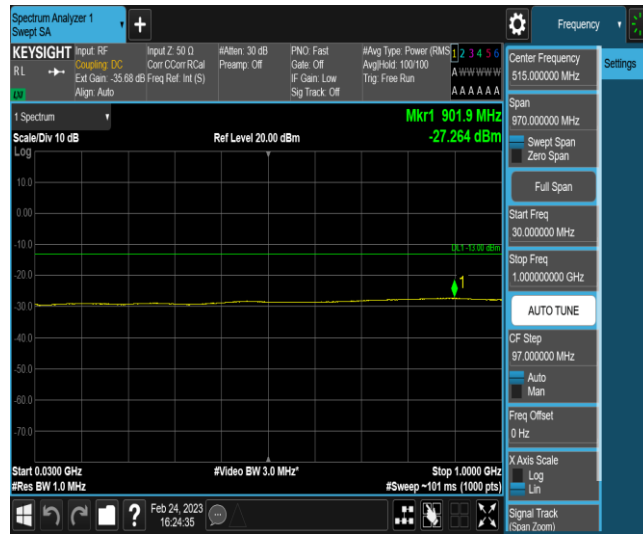 Spectrum Analyzer 1
Swept SA
Frequency
KEYSIGHT
RL
LNI
Input: RF
Coupling: DC
Ext Gain: -35.68 dB
Align: Auto
Input Z: 50 Ω
Corr CCorr RCal
Freq Ref: Int (S)
#Atten: 30 dB
Preamp: Off
PNO: Fast
Gate: Off
IF Gain: Low
Sig Track: Off
#Avg Type: Power (RMS
Avg|Hold: 100/100
Trig: Free Run
1 2 3 4 5 6
A W W W W W
A A A A A A
1 Spectrum
Scale/Div 10 dB
Log
Ref Level 20.00 dBm
Mkr1 901.9 MHz
-27.264 dBm
10.0
0.00
-10.0
DL1 -13.00 dBm
-20.0
1
-30.0
-40.0
-50.0
-60.0
-70.0
Start 0.0300 GHz
#Video BW 3.0 MHz*
Stop 1.0000 GHz
#Res BW 1.0 MHz
#Sweep ~101 ms (1000 pts)
?
Feb 24, 2023
16:24:35
Center Frequency
515.000000 MHz
Settings
Span
970.000000 MHz
Swept Span
Zero Span
Full Span
Start Freq
30.000000 MHz
Stop Freq
1.000000000 GHz
AUTO TUNE
CF Step
97.000000 MHz
Auto
Man
Freq Offset
0 Hz
X Axis Scale
Log
Lin
Signal Track
(Span Zoom)